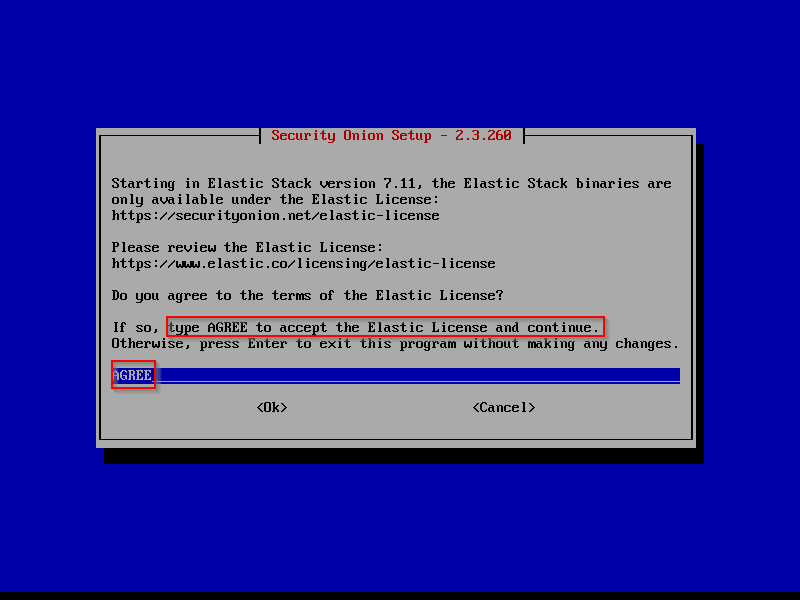 Security Onion Setup - 2.3.260
Starting in Elastic Stack version 7.11, the Elastic Stack binaries are
only available under the Elastic License:
https://securityonion.net/elastic-license
Please review the Elastic License:
https://www.elastic.co/licensing/elastic-license
Do you agree to the terms of the Elastic License?
If so, type AGREE to accept the Elastic License and continue.
Otherwise, press Enter to exit this program without making any changes.
AGREE
<Ok> <Cancel>